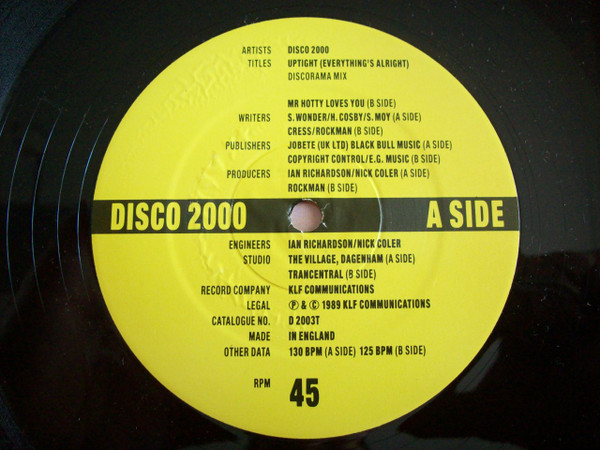 ARTISTS DISCO 2000
TITLES UPTIGHT (EVERYTHING'S ALRIGHT)
DISCORAMA MIX
MR HOTTY LOVES YOU (B SIDE)
WRITERS S. WONDER/H. COSBY/S. MOY (A SIDE)
CRESS/ROCKMAN (B SIDE)
PUBLISHERS JOBETE (UK LTD) BLACK BULL MUSIC (A SIDE)
COPYRIGHT CONTROL/E.G. MUSIC (B SIDE)
PRODUCERS IAN RICHARDSON/NICK COLER (A SIDE)
ROCKMAN (B SIDE)
DISCO 2000 A SIDE
ENGINEERS IAN RICHARDSON/NICK COLER
STUDIO THE VILLAGE, DAGENHAM (A SIDE)
TRANCENTRAL (B SIDE)
RECORD COMPANY KLF COMMUNICATIONS
LEGAL ℗ & © 1989 KLF COMMUNICATIONS
CATALOGUE NO. D 2003T
MADE IN ENGLAND
OTHER DATA 130 BPM (A SIDE) 125 BPM (B SIDE)
RPM 45